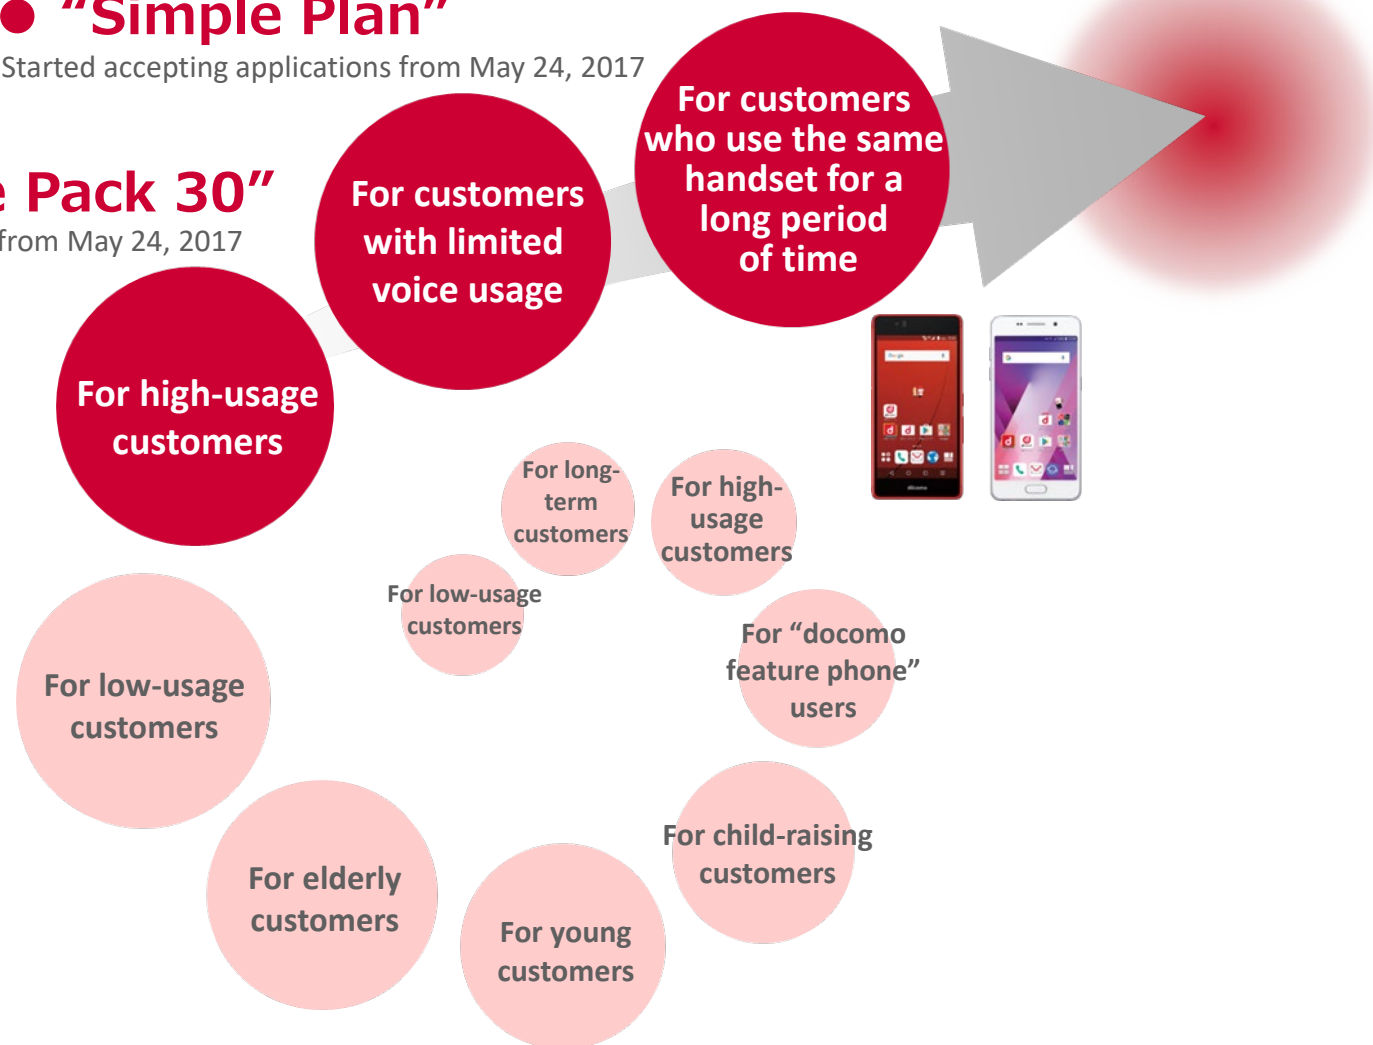 ● “Simple Plan”
Started accepting applications from May 24, 2017
e Pack 30”
from May 24, 2017
For customers
who use the same
handset for a
long period
of time
For customers
with limited
voice usage
For high-usage
customers
For long-
term
customers
For high-
usage
customers
For low-usage
customers
For “docomo
feature phone”
users
For low-usage
customers
For child-raising
customers
For elderly
customers
For young
customers